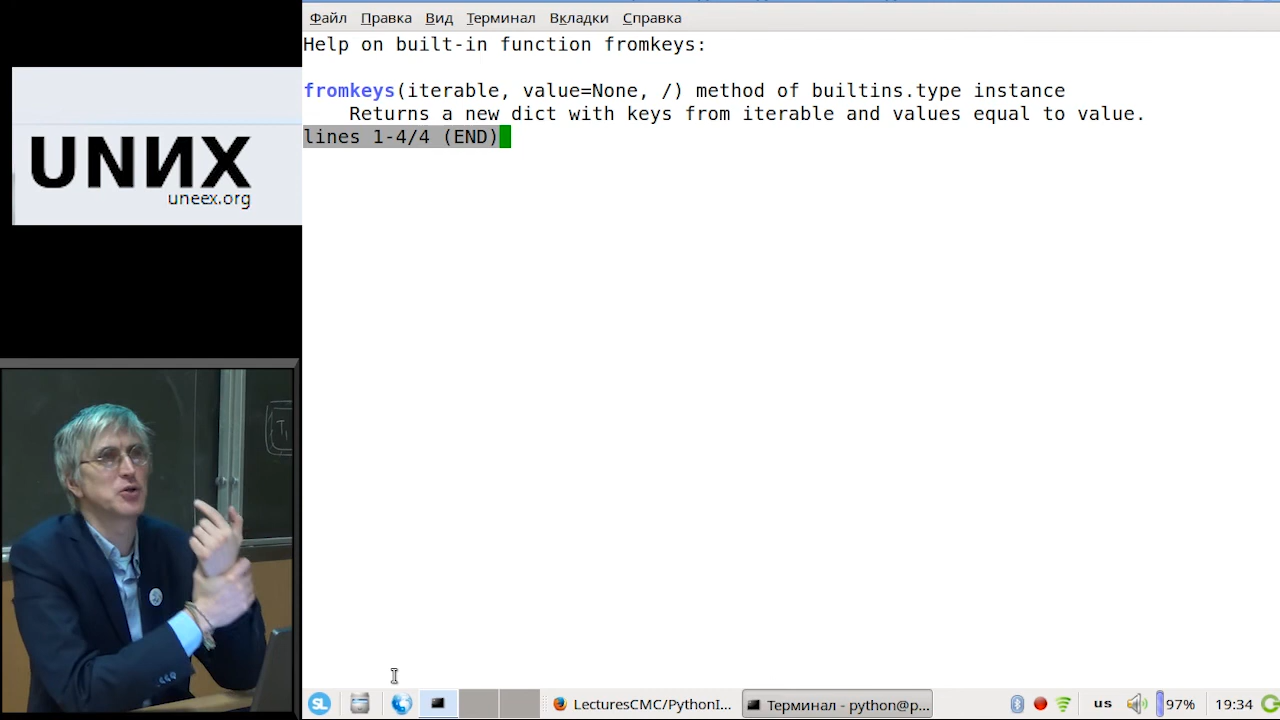 Файл Правка Вид Терминал Вкладки Справка
Help on built-in function fromkeys:
fromkeys(iterable, value=None, /) method of builtins.type instance
Returns a new dict with keys from iterable and values equal to value.
lines 1-4/4 (END)
UNИX
uneex.org
T
SL
LecturesCMC/PythonI...
Терминал - python@p...
us
97%
19:34